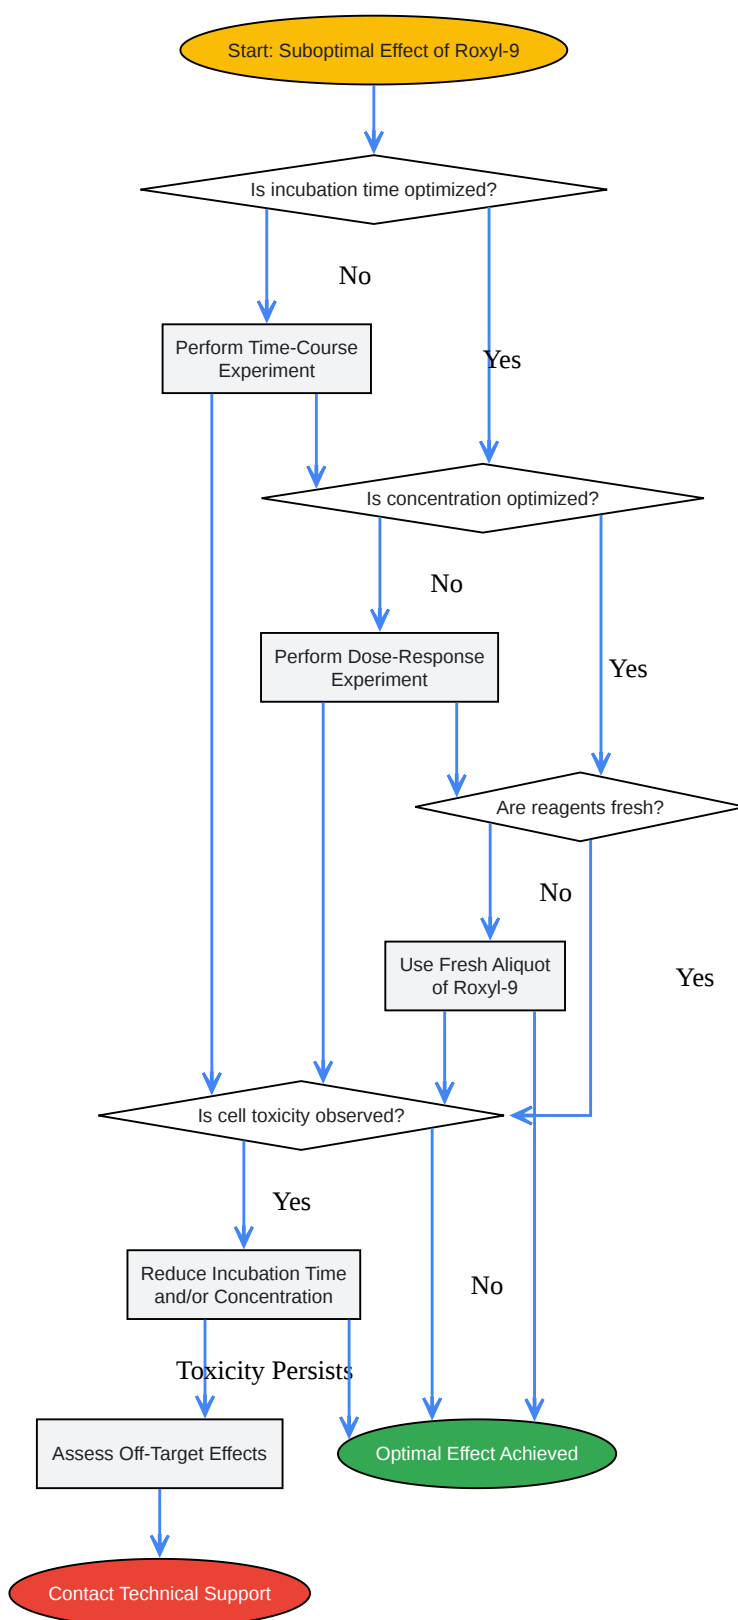 Start: Suboptimal Effect of Roxyl-9
Is incubation time optimized?
No
Perform Time-Course
Experiment
Yes
Is concentration optimized?
No
Perform Dose-Response
Experiment
Yes
Are reagents fresh?
No
Use Fresh Aliquot
of Roxyl-9
Yes
Is cell toxicity observed?
Yes
Reduce Incubation Time
and/or Concentration
No
Toxicity Persists
Assess Off-Target Effects
Optimal Effect Achieved
Contact Technical Support